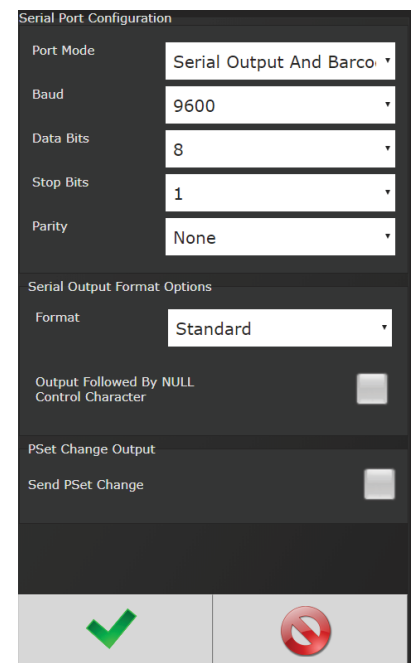 Serial Port Configuration
Port Mode
Serial Output And Barco
Baud
9600
Data Bits
8
Stop Bits
1
Parity
None
Serial Output Format Options
Format
Standard
Output Followed By NULL
Control Character
PSet Change Output
Send PSet Change